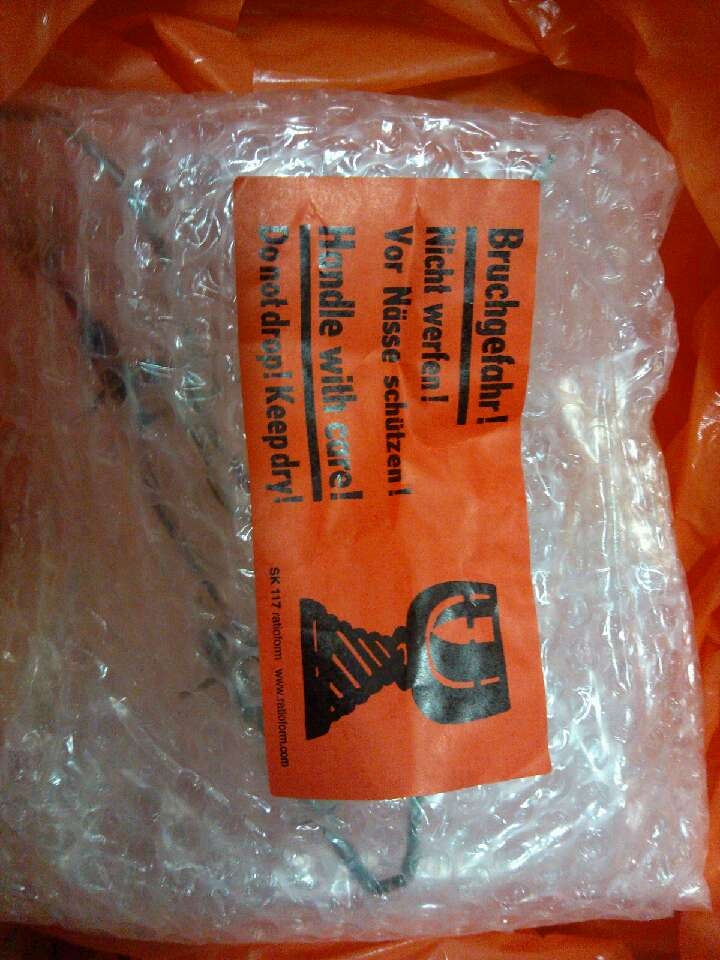 Bruchgefahr!
Nicht werfen!
Vor Nässe schützen!
Handle with care!
Do not drop! Keep dry!
SK 117 ratioform www.ratioform.com